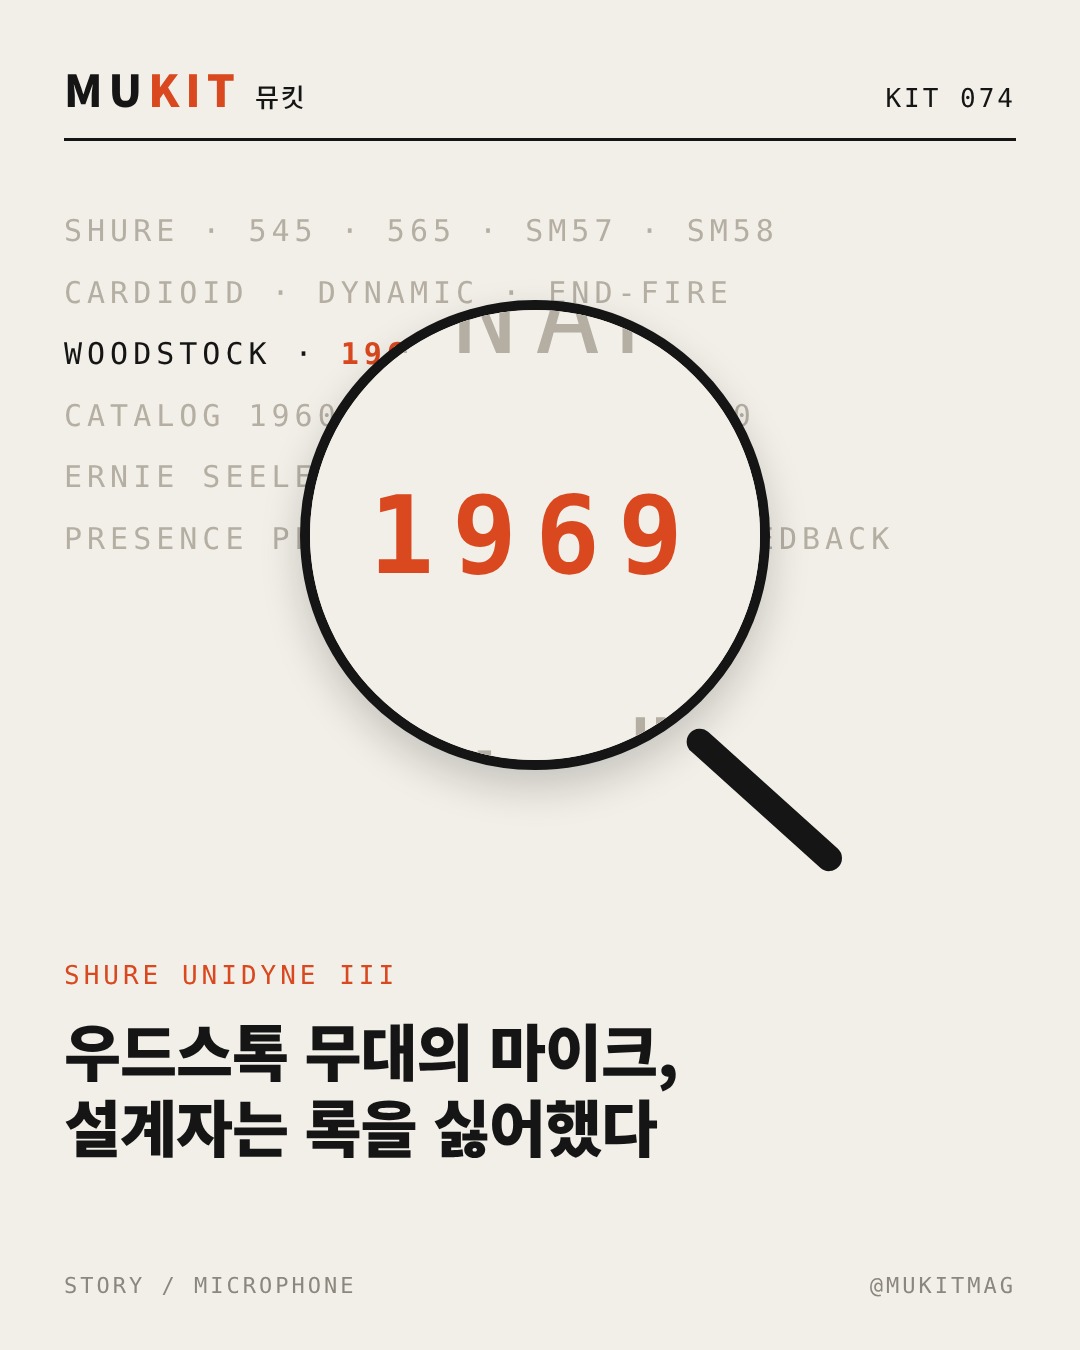 MUKIT 뮤킷
KIT 074
SHURE · 545 · 565 · SM57 · SM58
CARDIOID · DYNAMIC · END-FIRE
WOODSTOCK ·
CATALOG 1960
ERNIE
PRESENCE
1969
SHURE UNIDYNE III
우드스톡 무대의 마이크,
설계자는 록을 싫어했다
STORY / MICROPHONE
@MUKITMAG